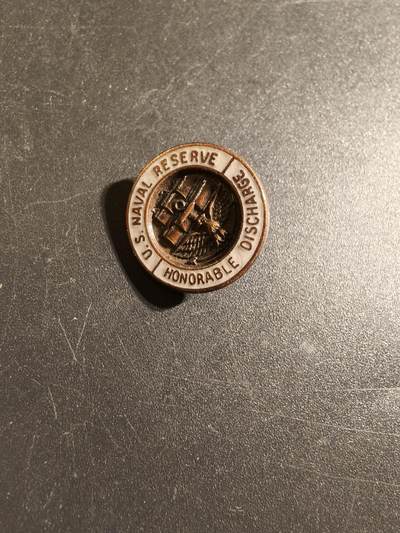 U.S. NAVAL RESERVE
HONORABLE DISCHARGE